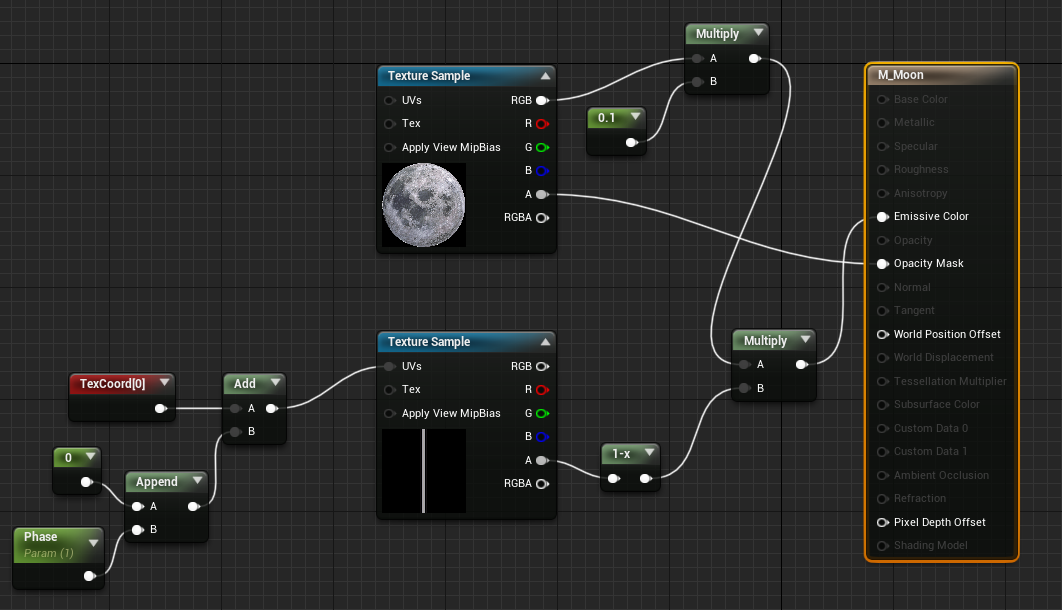 Multiply
A
B
Texture Sample
UVs RGB
Tex R
Apply View MipBias G
B
A
RGBA
0.1
M_Moon
Base Color
Metallic
Specular
Roughness
Anisotropy
Emissive Color
Opacity
Opacity Mask
Normal
Tangent
World Position Offset
World Displacement
Tessellation Multiplier
Subsurface Color
Custom Data 0
Custom Data 1
Ambient Occlusion
Refraction
Pixel Depth Offset
Shading Model
Texture Sample
UVs RGB
Tex R
Apply View MipBias G
B
A
RGBA
Multiply
A
B
TexCoord[0]
Add
A
B
1-x
0
Append
A
B
Phase
Param (1)